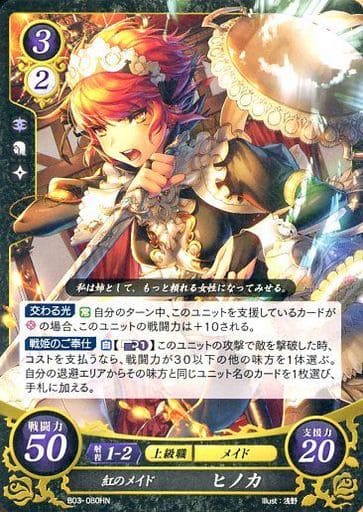 3
2
私は姉として、もっと頼れる女性になってみせる。
交わる光 常 自分のターン中、このユニットを支援しているカードが
の場合、このユニットの戦闘力は+10される。
戦姫のご奉仕 自【1】このユニットの攻撃で敵を撃破した時、
コストを支払うなら、戦闘力が30以下の他の味方を1体選ぶ。
自分の退避エリアからその味方と同じユニット名のカードを1枚選び、
手札に加える。
戦闘力
50
射程 1-2 上級職 メイド
支援力
20
紅のメイド ヒノカ
B03-080HN
Illust:浅野